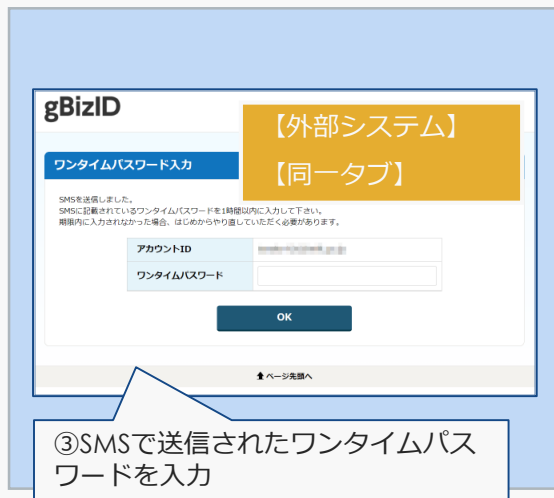 gBizID
【外部システム】
【同一タブ】
ワンタイムパスワード入力
SMSを送信しました。
SMSに記載されているワンタイムパスワードを1時間以内に入力して下さい。
期限内に入力されなかった場合、はじめからやり直していただく必要があります。
アカウントID
ワンタイムパスワード
OK
ページ先頭へ
③SMSで送信されたワンタイムパス
ワードを入力